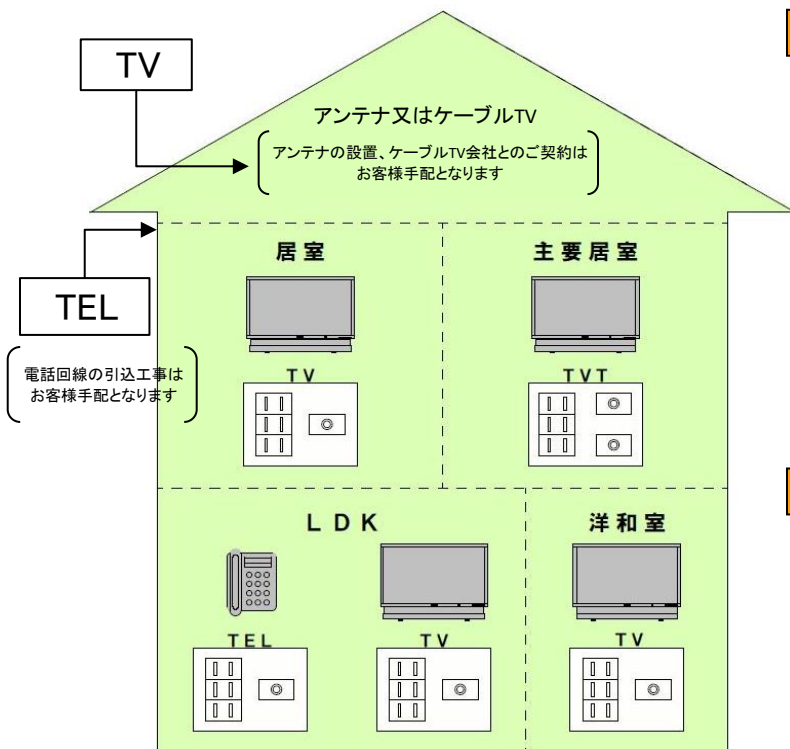 TV
アンテナ又はケーブルTV
アンテナの設置、ケーブルTV会社とのご契約は
お客様手配となります
TEL
電話回線の引込工事は
お客様手配となります
居室
主要居室
TV
TVT
LDK
洋和室
TEL
TV
TV